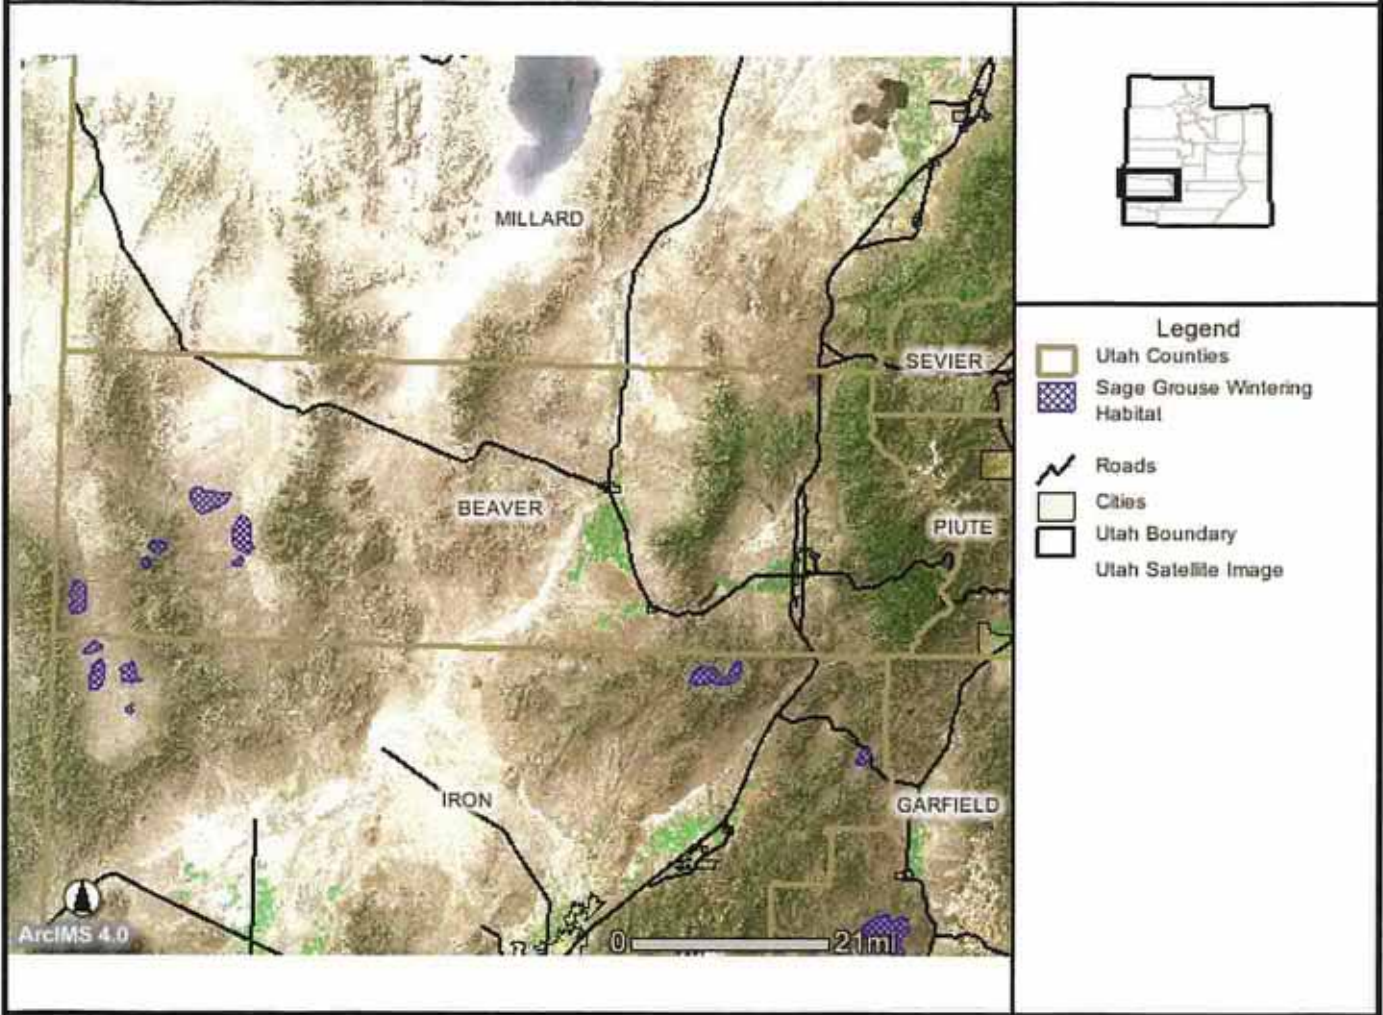 MILLARD
SEVIER
BEAVER
PIUTE
IRON
GARFIELD
ArcIMS 4.0
0 21mi
Legend
Utah Counties
Sage Grouse Wintering
Habitat
Roads
Cities
Utah Boundary
Utah Satellite Image